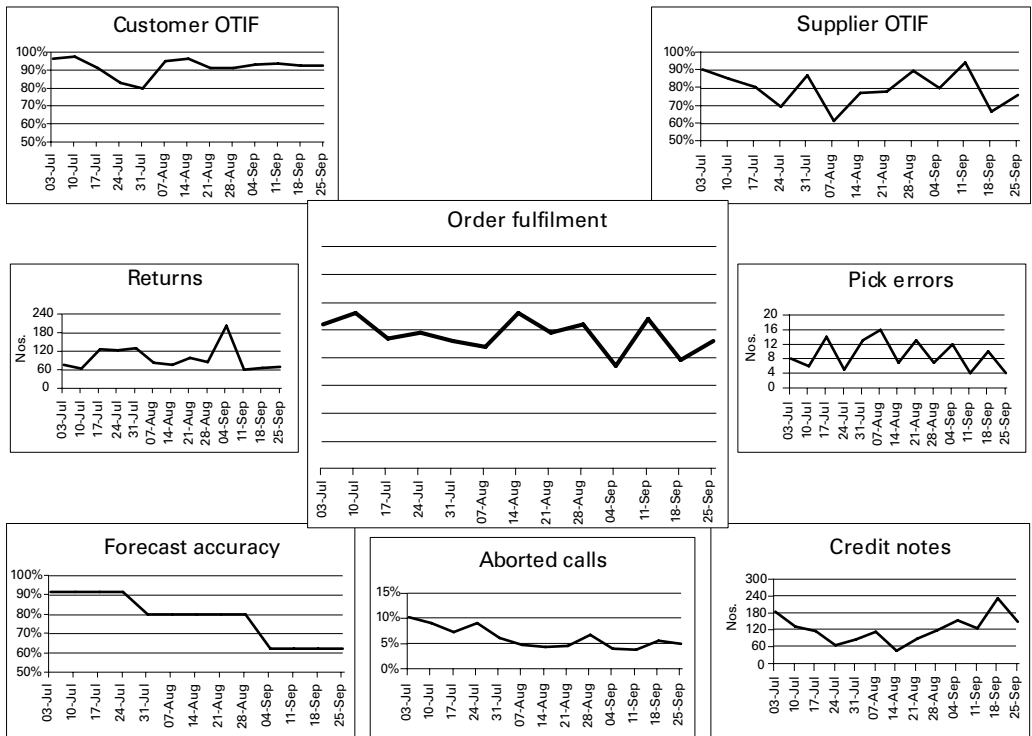 Customer OTIF
100%
90%
80%
70%
60%
50%
03-Jul
10-Jul
17-Jul
24-Jul
31-Jul
07-Aug
14-Aug
21-Aug
28-Aug
04-Sep
11-Sep
18-Sep
25-Sep
Supplier OTIF
100%
90%
80%
70%
60%
50%
03-Jul
10-Jul
17-Jul
24-Jul
31-Jul
07-Aug
14-Aug
21-Aug
28-Aug
04-Sep
11-Sep
18-Sep
25-Sep
Order fulfilment
03-Jul
10-Jul
17-Jul
24-Jul
31-Jul
07-Aug
14-Aug
21-Aug
28-Aug
04-Sep
11-Sep
18-Sep
25-Sep
Returns
Nos.
240
180
120
60
0
03-Jul
10-Jul
17-Jul
24-Jul
31-Jul
07-Aug
14-Aug
21-Aug
28-Aug
04-Sep
11-Sep
18-Sep
25-Sep
Pick errors
Nos.
20
16
12
8
4
0
03-Jul
10-Jul
17-Jul
24-Jul
31-Jul
07-Aug
14-Aug
21-Aug
28-Aug
04-Sep
11-Sep
18-Sep
25-Sep
Forecast accuracy
100%
90%
80%
70%
60%
50%
03-Jul
10-Jul
17-Jul
24-Jul
31-Jul
07-Aug
14-Aug
21-Aug
28-Aug
04-Sep
11-Sep
18-Sep
25-Sep
Aborted calls
15%
10%
5%
0%
03-Jul
10-Jul
17-Jul
24-Jul
31-Jul
07-Aug
14-Aug
21-Aug
28-Aug
04-Sep
11-Sep
18-Sep
25-Sep
Credit notes
Nos.
300
240
180
120
60
0
03-Jul
10-Jul
17-Jul
24-Jul
31-Jul
07-Aug
14-Aug
21-Aug
28-Aug
04-Sep
11-Sep
18-Sep
25-Sep